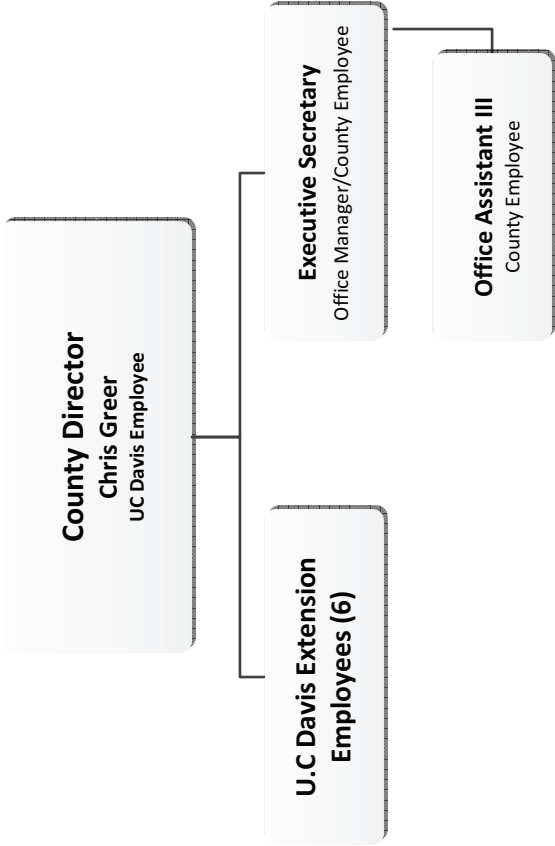 County Director
Chris Greer
UC Davis Employee
U.C Davis Extension
Employees (6)
Executive Secretary
Office Manager/County Employee
Office Assistant III
County Employee